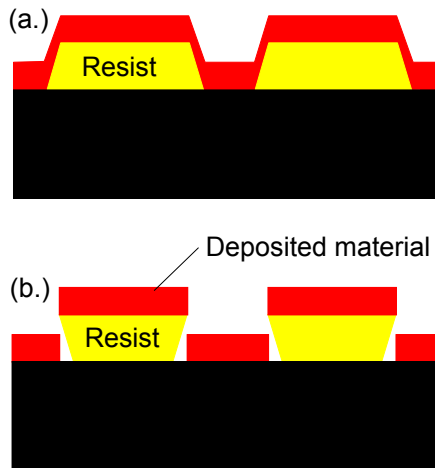 (a.)
Resist
Deposited material
(b.)
Resist